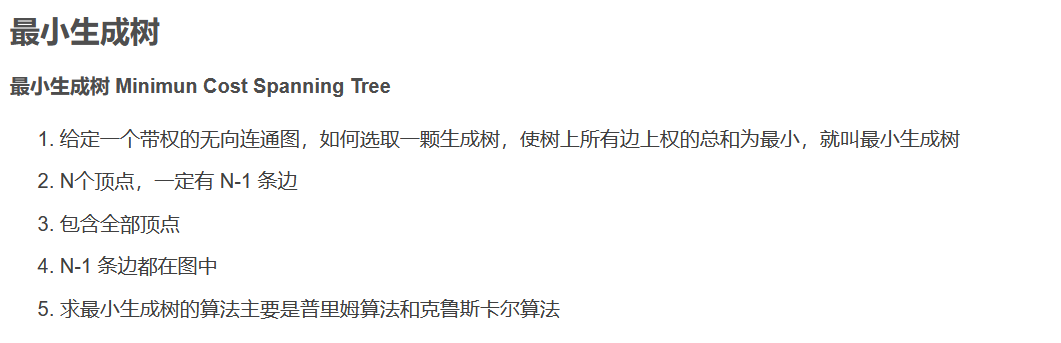 最小生成树
最小生成树 Minimun Cost Spanning Tree
1. 给定一个带权的无向连通图，如何选取一颗生成树，使树上所有边上权的总和为最小，就叫最小生成树
2. N个顶点，一定有 N-1 条边
3. 包含全部顶点
4. N-1 条边都在图中
5. 求最小生成树的算法主要是普里姆算法和克鲁斯卡尔算法